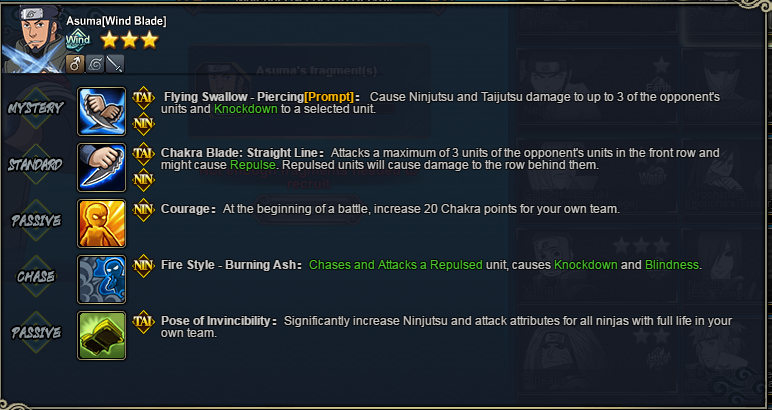 Asuma[Wind Blade]
Wind
Asuma's fragment(s)
MYSTERY
TAI
Flying Swallow - Piercing[Prompt]: Cause Ninjutsu and Taijutsu damage to up to 3 of the opponent's
NIN
units and Knockdown to a selected unit.
STANDARD
TAI
Chakra Blade: Straight Line: Attacks a maximum of 3 units of the opponent's units in the front row and
NIN
might cause Repulse. Repulsed units will cause damage to the row behind them.
PASSIVE
NIN
Courage: At the beginning of a battle, increase 20 Chakra points for your own team.
CHASE
NIN
Fire Style - Burning Ash: Chases and Attacks a Repulsed unit, causes Knockdown and Blindness.
PASSIVE
TAI
Pose of Invincibility: Significantly increase Ninjutsu and attack attributes for all ninjas with full life in your
own team.